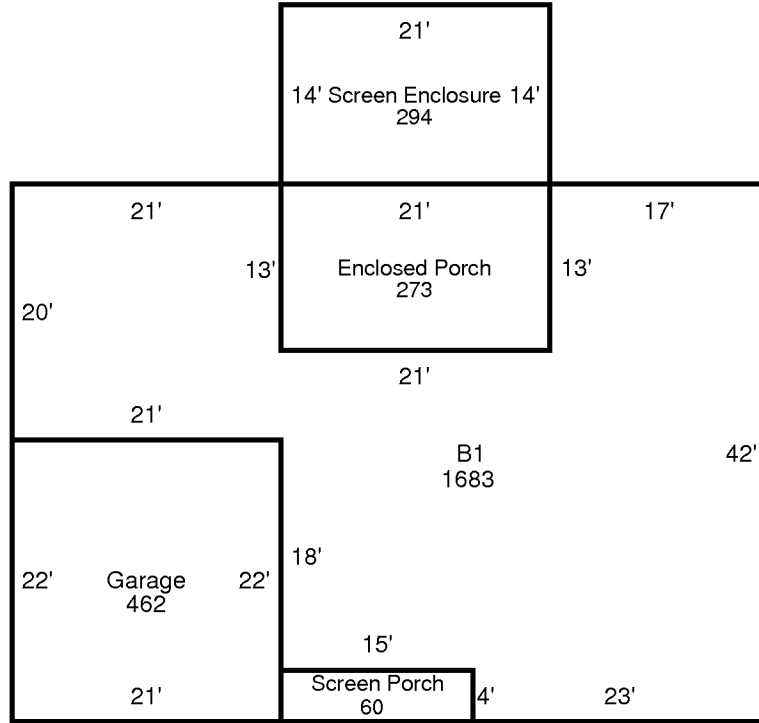 21'
14' Screen Enclosure 14'
294
21' 21' 17'
13' Enclosed Porch 13'
273
20'
21'
21'
B1 42'
1683
18'
22' Garage 22'
462
15'
Screen Porch
21' 60 4' 23'